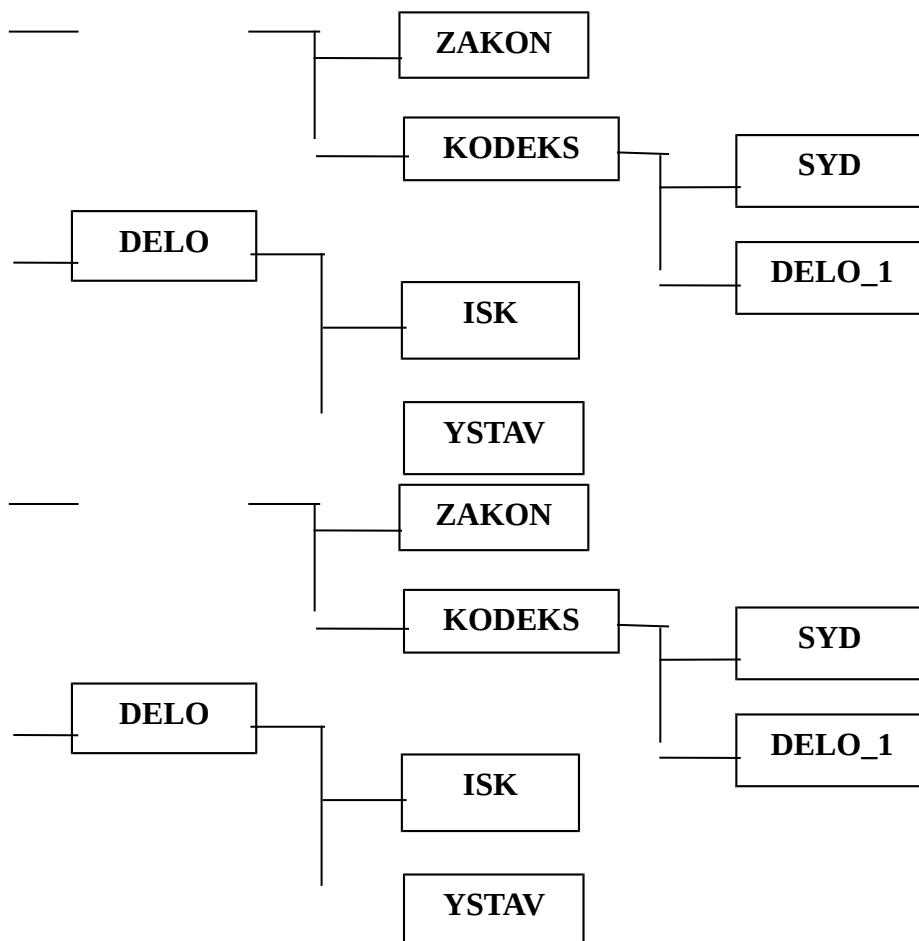 ZAKON
KODEKS
SYD
DELO
DELO_1
ISK
YSTAV
ZAKON
KODEKS
SYD
DELO
DELO_1
ISK
YSTAV